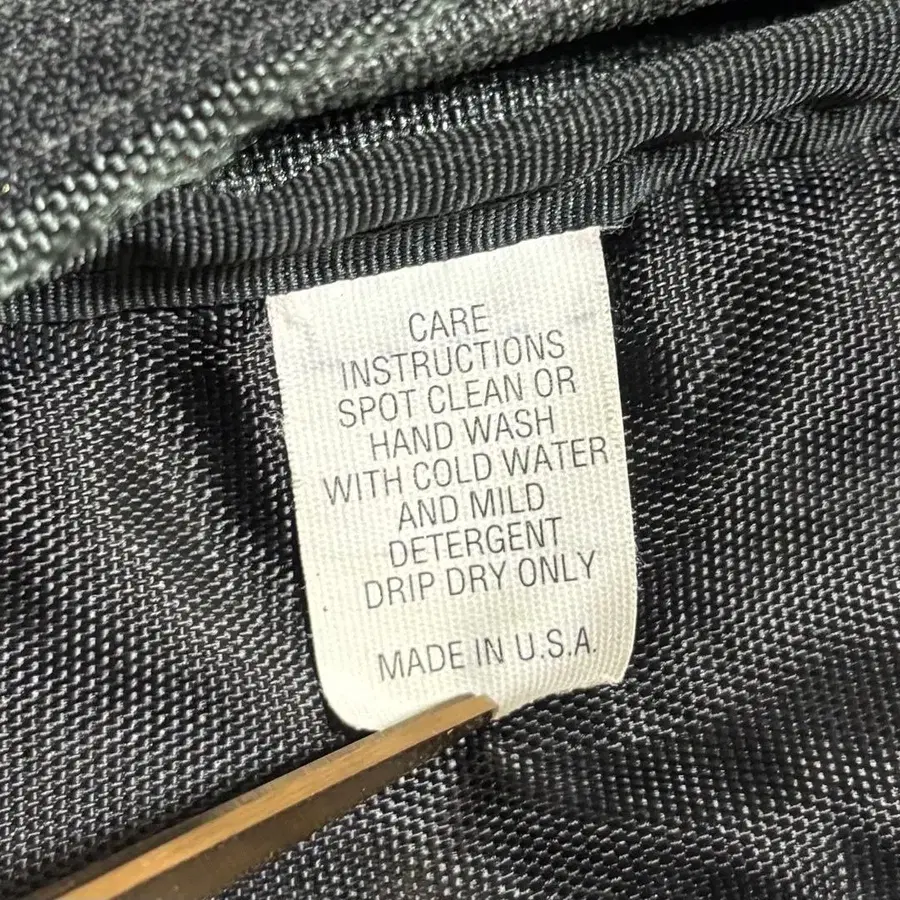 CARE
INSTRUCTIONS
SPOT CLEAN OR
HAND WASH
WITH COLD WATER
AND MILD
DETERGENT
DRIP DRY ONLY
MADE IN U.S.A.